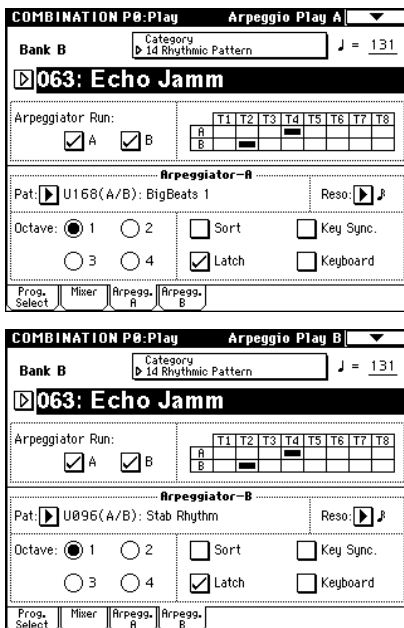 COMBINATION P0:Play Arpeggio Play A
Bank B Category ♩ = 131
14 Rhythmic Pattern
063: Echo Jamm
Arpeggiator Run: T1 T2 T3 T4 T5 T6 T7 T8
A B A
B
Arpeggiator-A
Pat: U168(A/B): BigBeats 1 Reso: ♪
Octave: 1 2 Sort Key Sync.
3 4 Latch Keyboard
Prog. Select Mixer Arpegg. A Arpegg. B
COMBINATION P0:Play Arpeggio Play B
Bank B Category ♩ = 131
14 Rhythmic Pattern
063: Echo Jamm
Arpeggiator Run: T1 T2 T3 T4 T5 T6 T7 T8
A B A
B
Arpeggiator-B
Pat: U096(A/B): Stab Rhythm Reso: ♪
Octave: 1 2 Sort Key Sync.
3 4 Latch Keyboard
Prog. Select Mixer Arpegg. A Arpegg. B